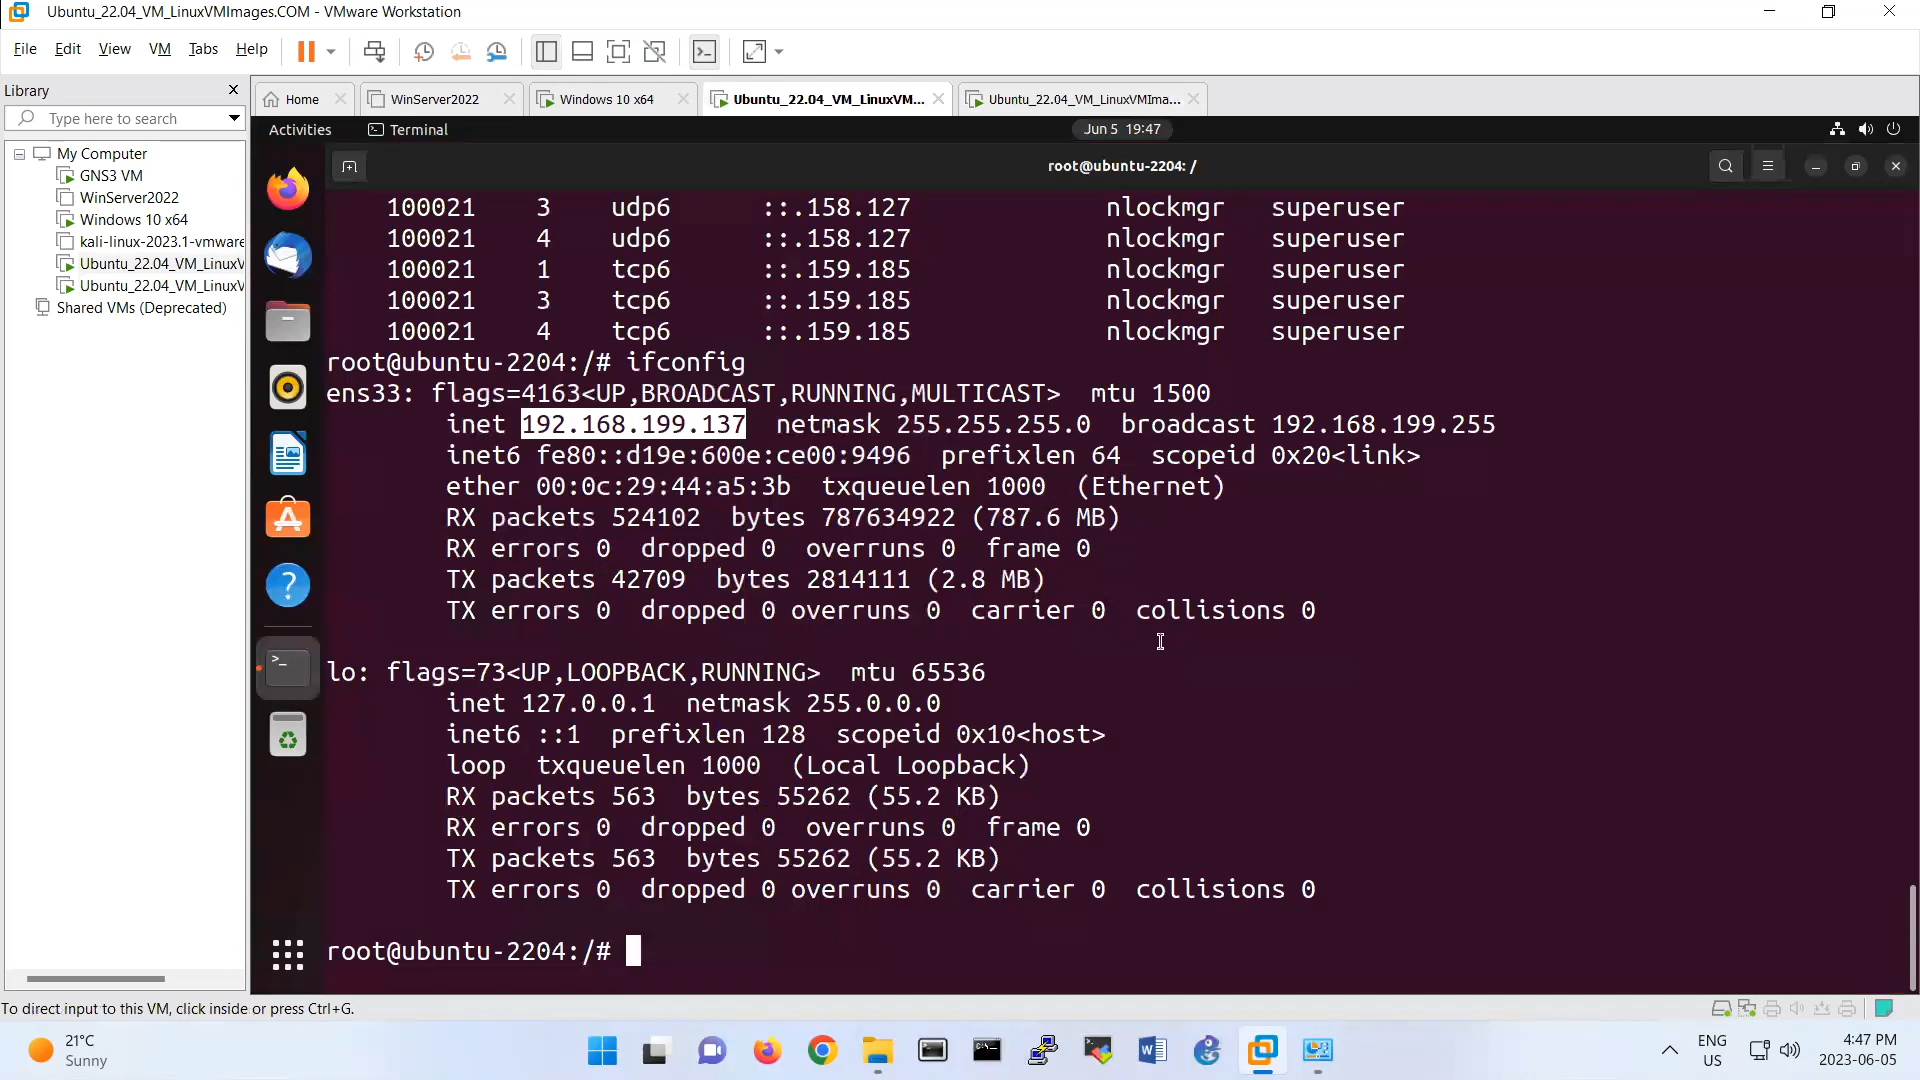 Ubuntu_22.04_VM_LinuxVMImages.COM - VMware Workstation
File Edit View VM Tabs Help
Library
Type here to search
My Computer
GNS3 VM
WinServer2022
Windows 10 x64
kali-linux-2023.1-vmware
Ubuntu_22.04_VM_LinuxV
Ubuntu_22.04_VM_LinuxV
Shared VMs (Deprecated)
Home WinServer2022 Windows 10 x64 Ubuntu_22.04_VM_LinuxVM... Ubuntu_22.04_VM_LinuxVMIma...
Activities Terminal Jun 5 19:47
root@ubuntu-2204: /
100021 3 udp6 ::.158.127 nlockmgr superuser
100021 4 udp6 ::.158.127 nlockmgr superuser
100021 1 tcp6 ::.159.185 nlockmgr superuser
100021 3 tcp6 ::.159.185 nlockmgr superuser
100021 4 tcp6 ::.159.185 nlockmgr superuser
root@ubuntu-2204:/# ifconfig
ens33: flags=4163<UP,BROADCAST,RUNNING,MULTICAST> mtu 1500
inet 192.168.199.137 netmask 255.255.255.0 broadcast 192.168.199.255
inet6 fe80::d19e:600e:ce00:9496 prefixlen 64 scopeid 0x20<link>
ether 00:0c:29:44:a5:3b txqueuelen 1000 (Ethernet)
RX packets 524102 bytes 787634922 (787.6 MB)
RX errors 0 dropped 0 overruns 0 frame 0
TX packets 42709 bytes 2814111 (2.8 MB)
TX errors 0 dropped 0 overruns 0 carrier 0 collisions 0
lo: flags=73<UP,LOOPBACK,RUNNING> mtu 65536
inet 127.0.0.1 netmask 255.0.0.0
inet6 ::1 prefixlen 128 scopeid 0x10<host>
loop txqueuelen 1000 (Local Loopback)
RX packets 563 bytes 55262 (55.2 KB)
RX errors 0 dropped 0 overruns 0 frame 0
TX packets 563 bytes 55262 (55.2 KB)
TX errors 0 dropped 0 overruns 0 carrier 0 collisions 0
root@ubuntu-2204:/#
To direct input to this VM, click inside or press Ctrl+G.
21°C
Sunny
ENG
US
4:47 PM
2023-06-05